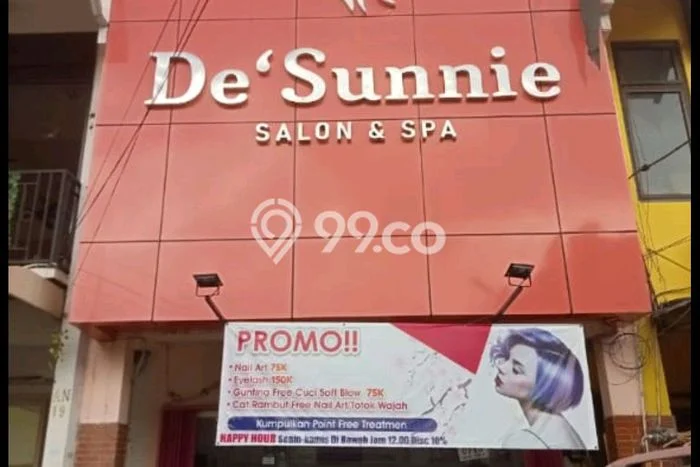 De'Sunnie
SALON & SPA
99.co
PROMO!!
• Nail Art 75K
• Eyelash 150K
• Gunting Free Cuci Soft Blow 75K
• Cat Rambut Free Nail Art/Totok Wajah
Kumpulkan Point Free Treatmen
HAPPY HOUR Senin-kamis Di Bawah Jam 12.00 Disc 10%